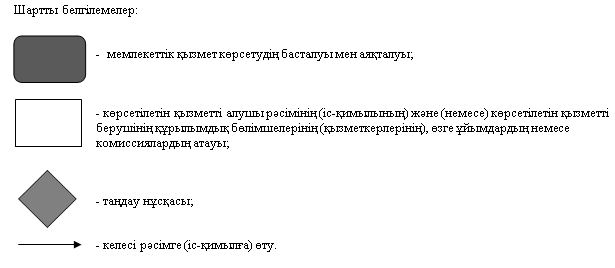 Шартты белгілемелер:
- мемлекеттік қызмет көрсетудің басталуы мен аяқталуы;
- көрсетілетін қызметті алушы рәсімінің (іс-қимылының) және (немесе) көрсетілетін қызметті
берушінің құрылымдық бөлімшелерінің (қызметкерлерінің), өзге ұйымдардың немесе
комиссиялардың атауы;
- таңдау нұсқасы;
- келесі рәсімге (іс-қимылға) өту.